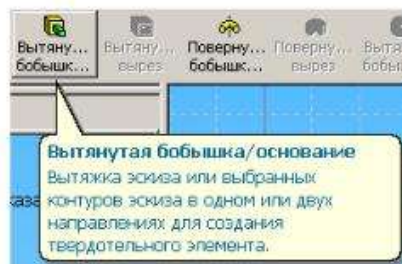 Вытяну... Вытяну... Поверну... Поверну... Вытя
бобышк... вырез бобышк... вырез бобы
Вытянутая бобышка/основание
Вытяжка эскиза или выбранных
каза контуров эскиза в одном или двух
направлениях для создания
твердотельного элемента.